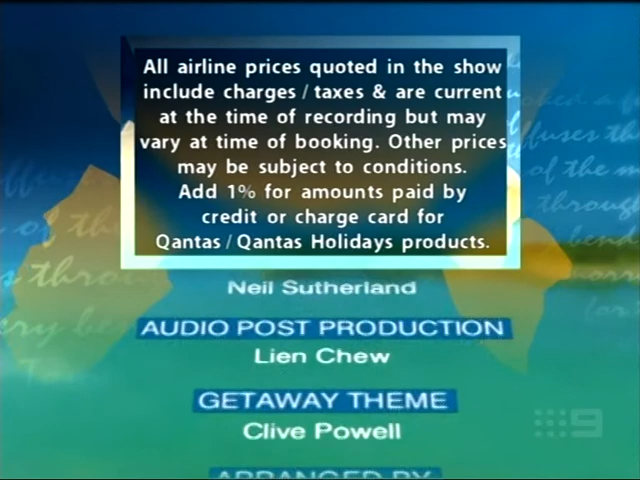 All airline prices quoted in the show
include charges / taxes & are current
at the time of recording but may
vary at time of booking. Other prices
may be subject to conditions.
Add 1% for amounts paid by
credit or charge card for
Qantas / Qantas Holidays products.
Neil Sutherland
AUDIO POST PRODUCTION
Lien Chew
GETAWAY THEME
Clive Powell
9
ARRANGED BY